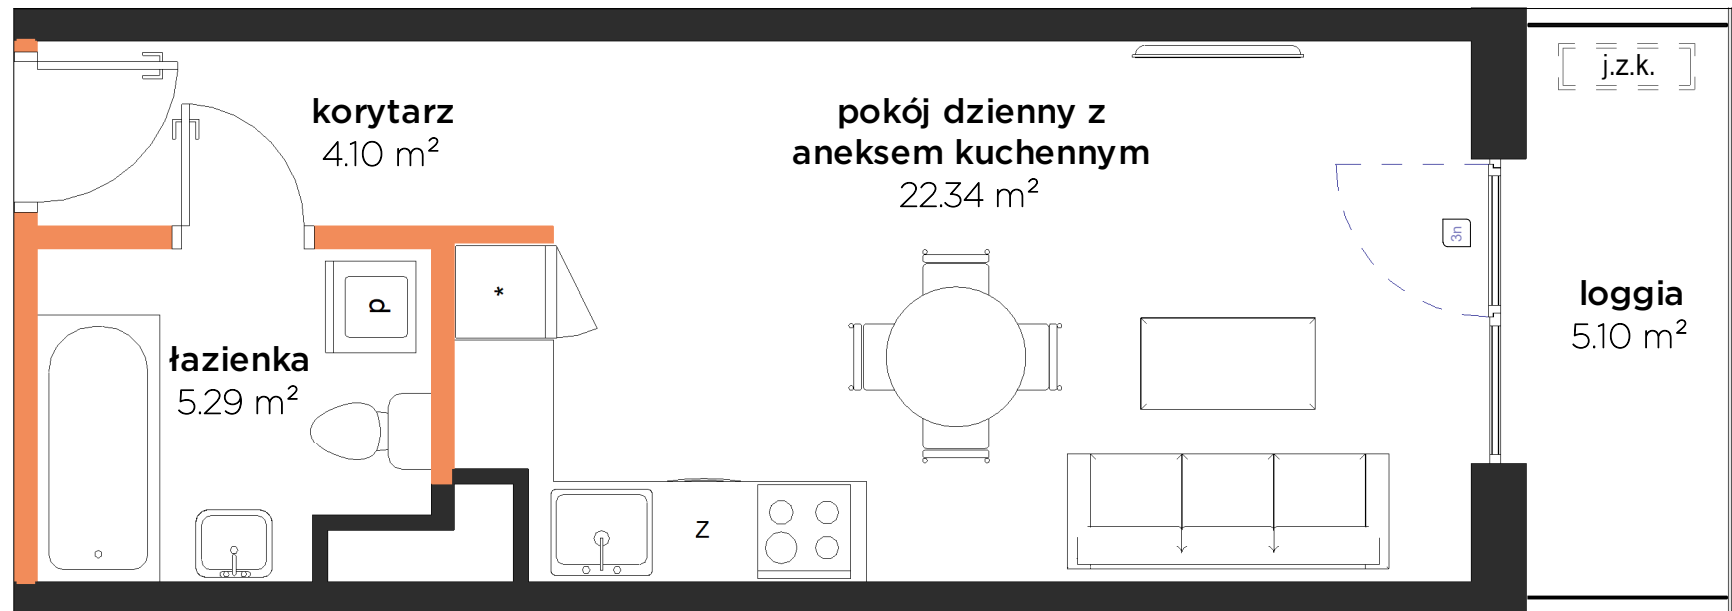 j.z.k.
korytarz
4.10 m²
pokój dzienny z
aneksem kuchennym
22.34 m²
3n
loggia
5.10 m²
*
p
łazienka
5.29 m²
z